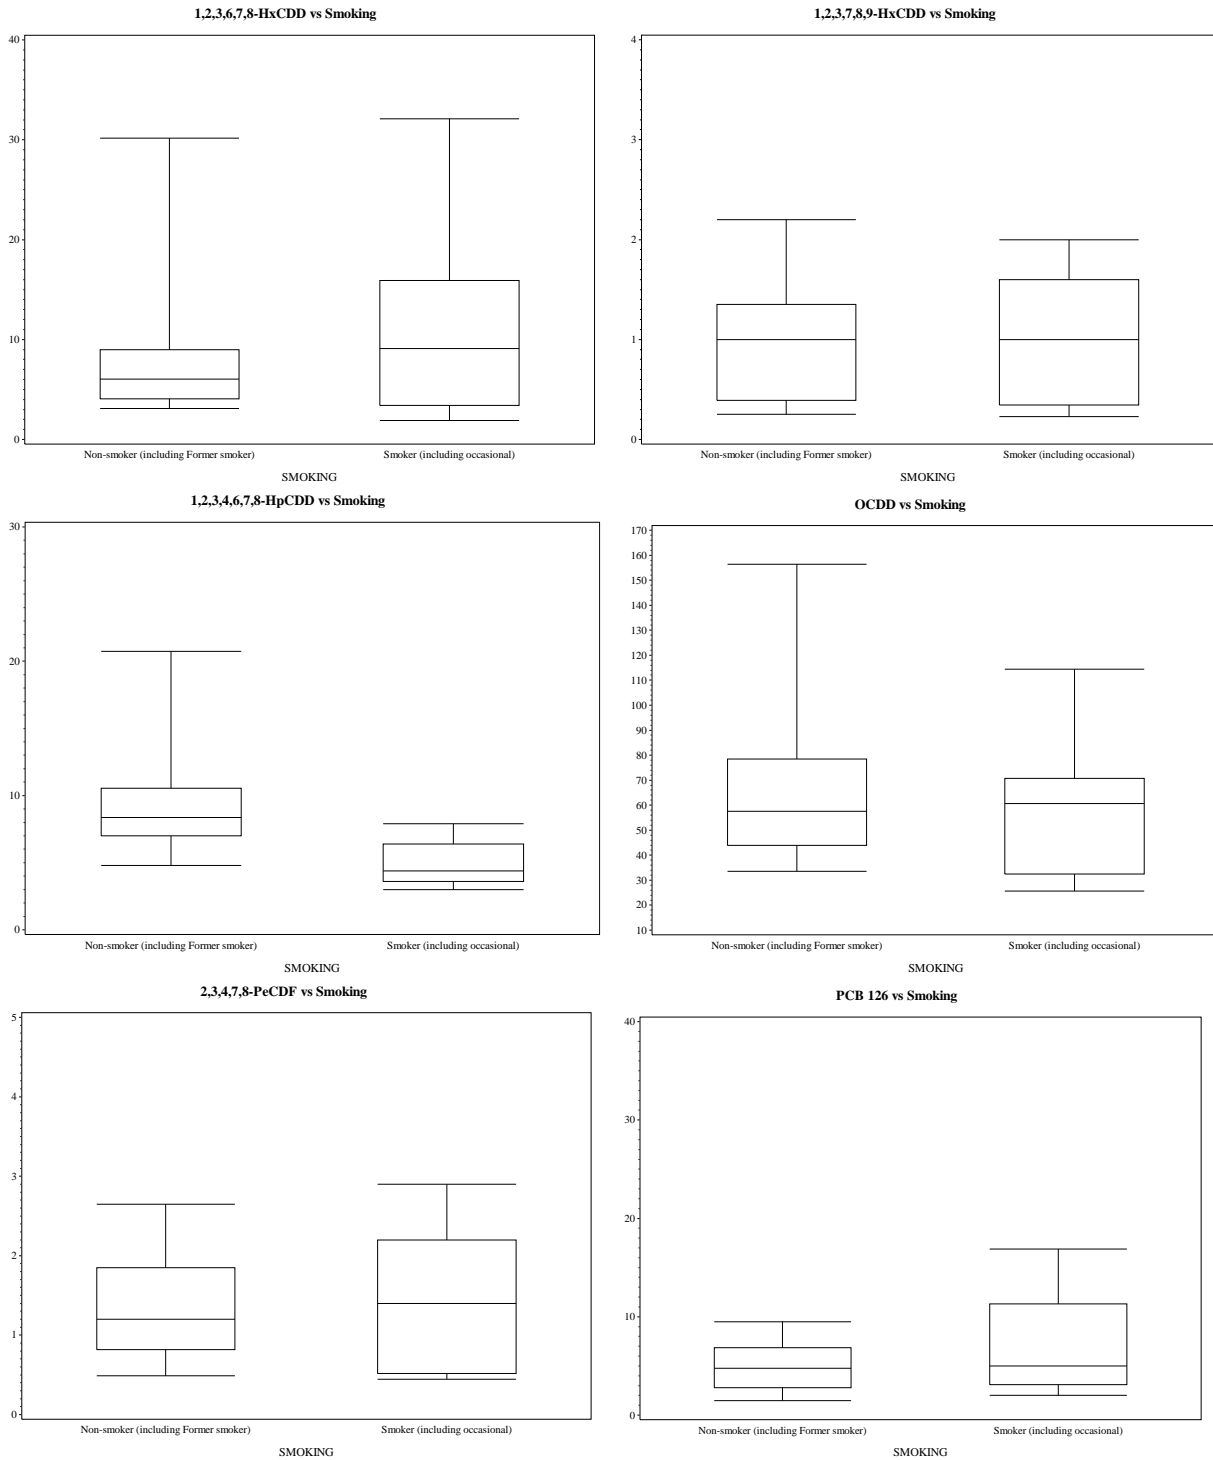 1,2,3,6,7,8-HxCDD vs Smoking
40
30
20
10
0
Non-smoker (including Former smoker) Smoker (including occasional)
SMOKING
1,2,3,7,8,9-HxCDD vs Smoking
4
3
2
1
0
Non-smoker (including Former smoker) Smoker (including occasional)
SMOKING
1,2,3,4,6,7,8-HpCDD vs Smoking
30
20
10
0
Non-smoker (including Former smoker) Smoker (including occasional)
SMOKING
OCDD vs Smoking
170
160
150
140
130
120
110
100
90
80
70
60
50
40
30
20
10
Non-smoker (including Former smoker) Smoker (including occasional)
SMOKING
2,3,4,7,8-PeCDF vs Smoking
5
4
3
2
1
0
Non-smoker (including Former smoker) Smoker (including occasional)
SMOKING
PCB 126 vs Smoking
40
30
20
10
0
Non-smoker (including Former smoker) Smoker (including occasional)
SMOKING